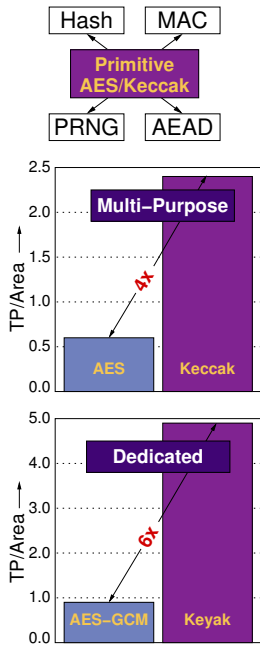 Hash
MAC
Primitive
AES/Keccak
PRNG
AEAD
2.5
2.0
1.5
1.0
0.5
0.0
TP/Area
Multi-Purpose
4x
AES
Keccak
5.0
4.0
3.0
2.0
1.0
0.0
TP/Area
Dedicated
6x
AES-GCM
Keyak